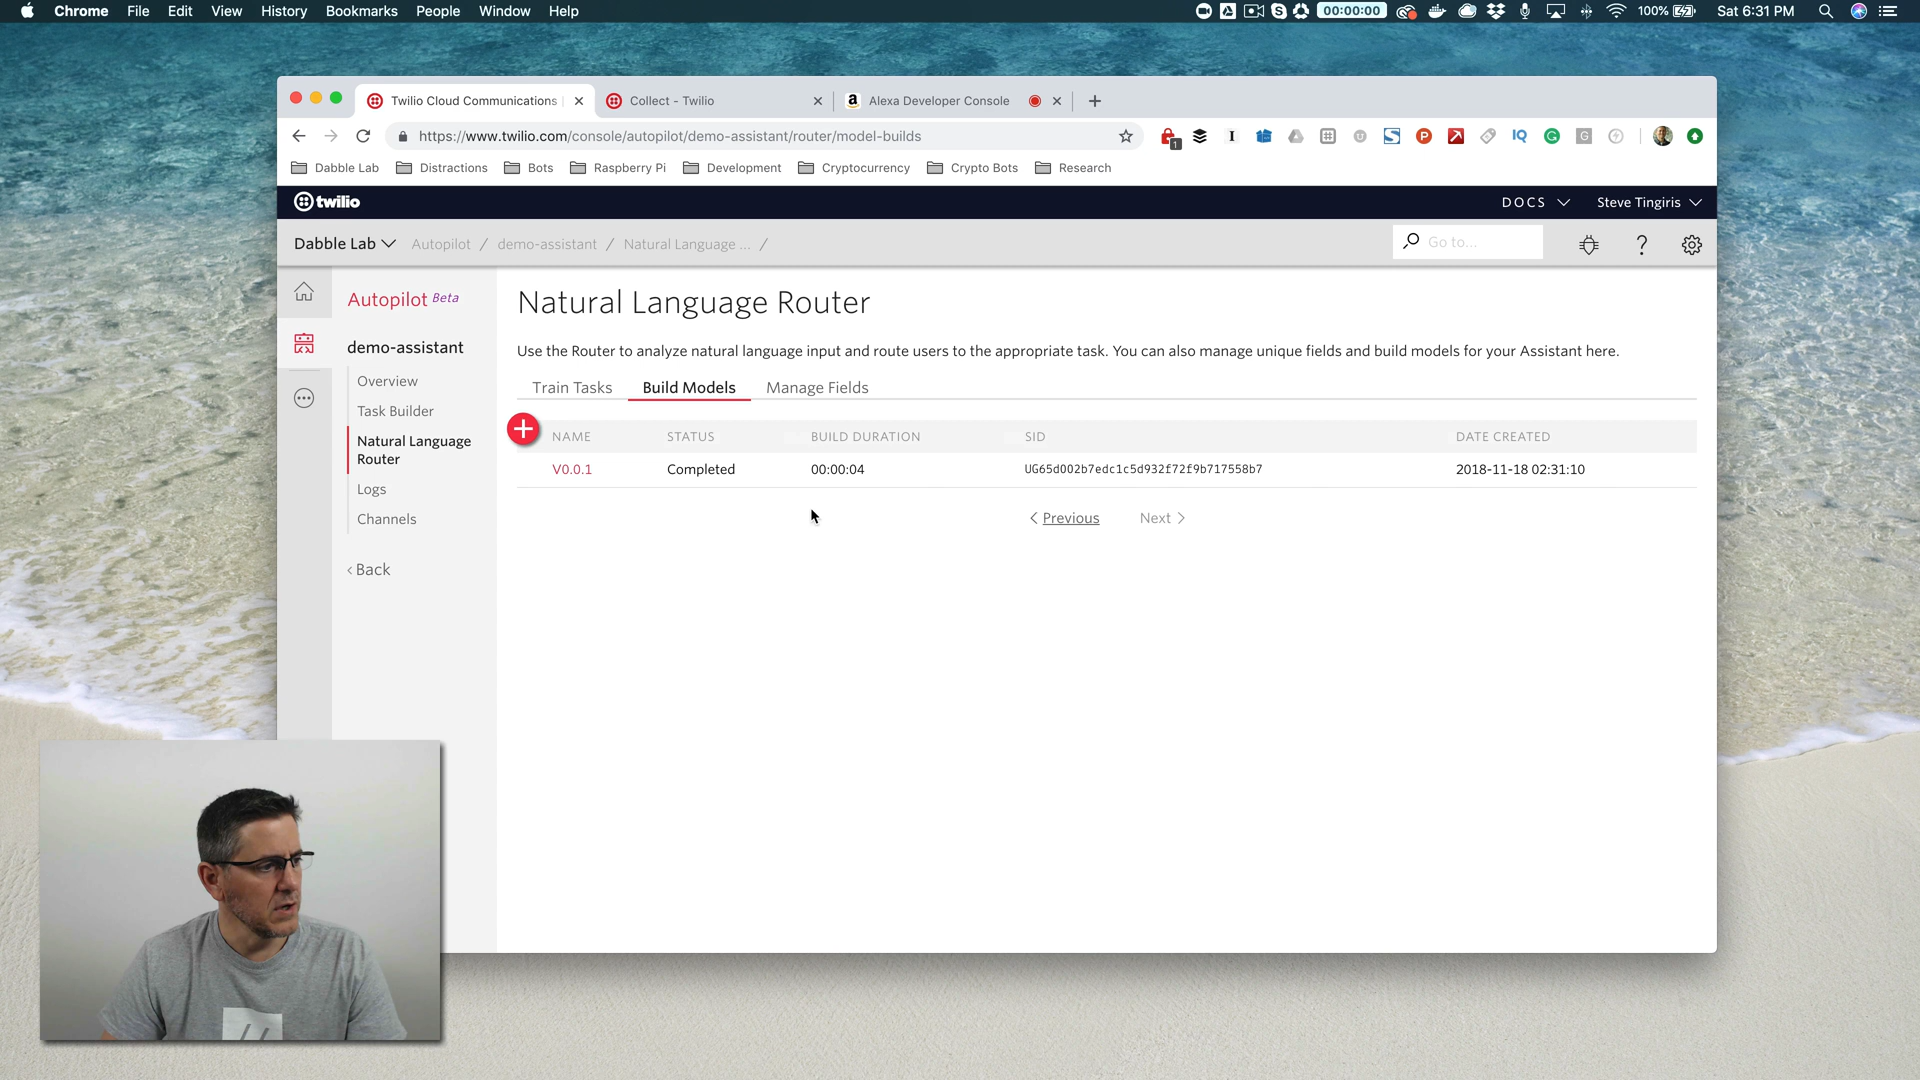 Chrome File Edit View History Bookmarks People Window Help 00:00:00 100% Sat 6:31 PM
Twilio Cloud Communications Collect - Twilio Alexa Developer Console
https://www.twilio.com/console/autopilot/demo-assistant/router/model-builds
Dabble Lab Distractions Bots Raspberry Pi Development Cryptocurrency Crypto Bots Research
twilio DOCS Steve Tingiris
Dabble Lab Autopilot / demo-assistant / Natural Language ... / Go to...
Autopilot Beta
demo-assistant
Overview
Task Builder
Natural Language
Router
Logs
Channels
< Back
Natural Language Router
Use the Router to analyze natural language input and route users to the appropriate task. You can also manage unique fields and build models for your Assistant here.
Train Tasks Build Models Manage Fields
NAME STATUS BUILD DURATION SID DATE CREATED
V0.0.1 Completed 00:00:04 UG65d002b7edc1c5d932f72f9b717558b7 2018-11-18 02:31:10
< Previous Next >
//